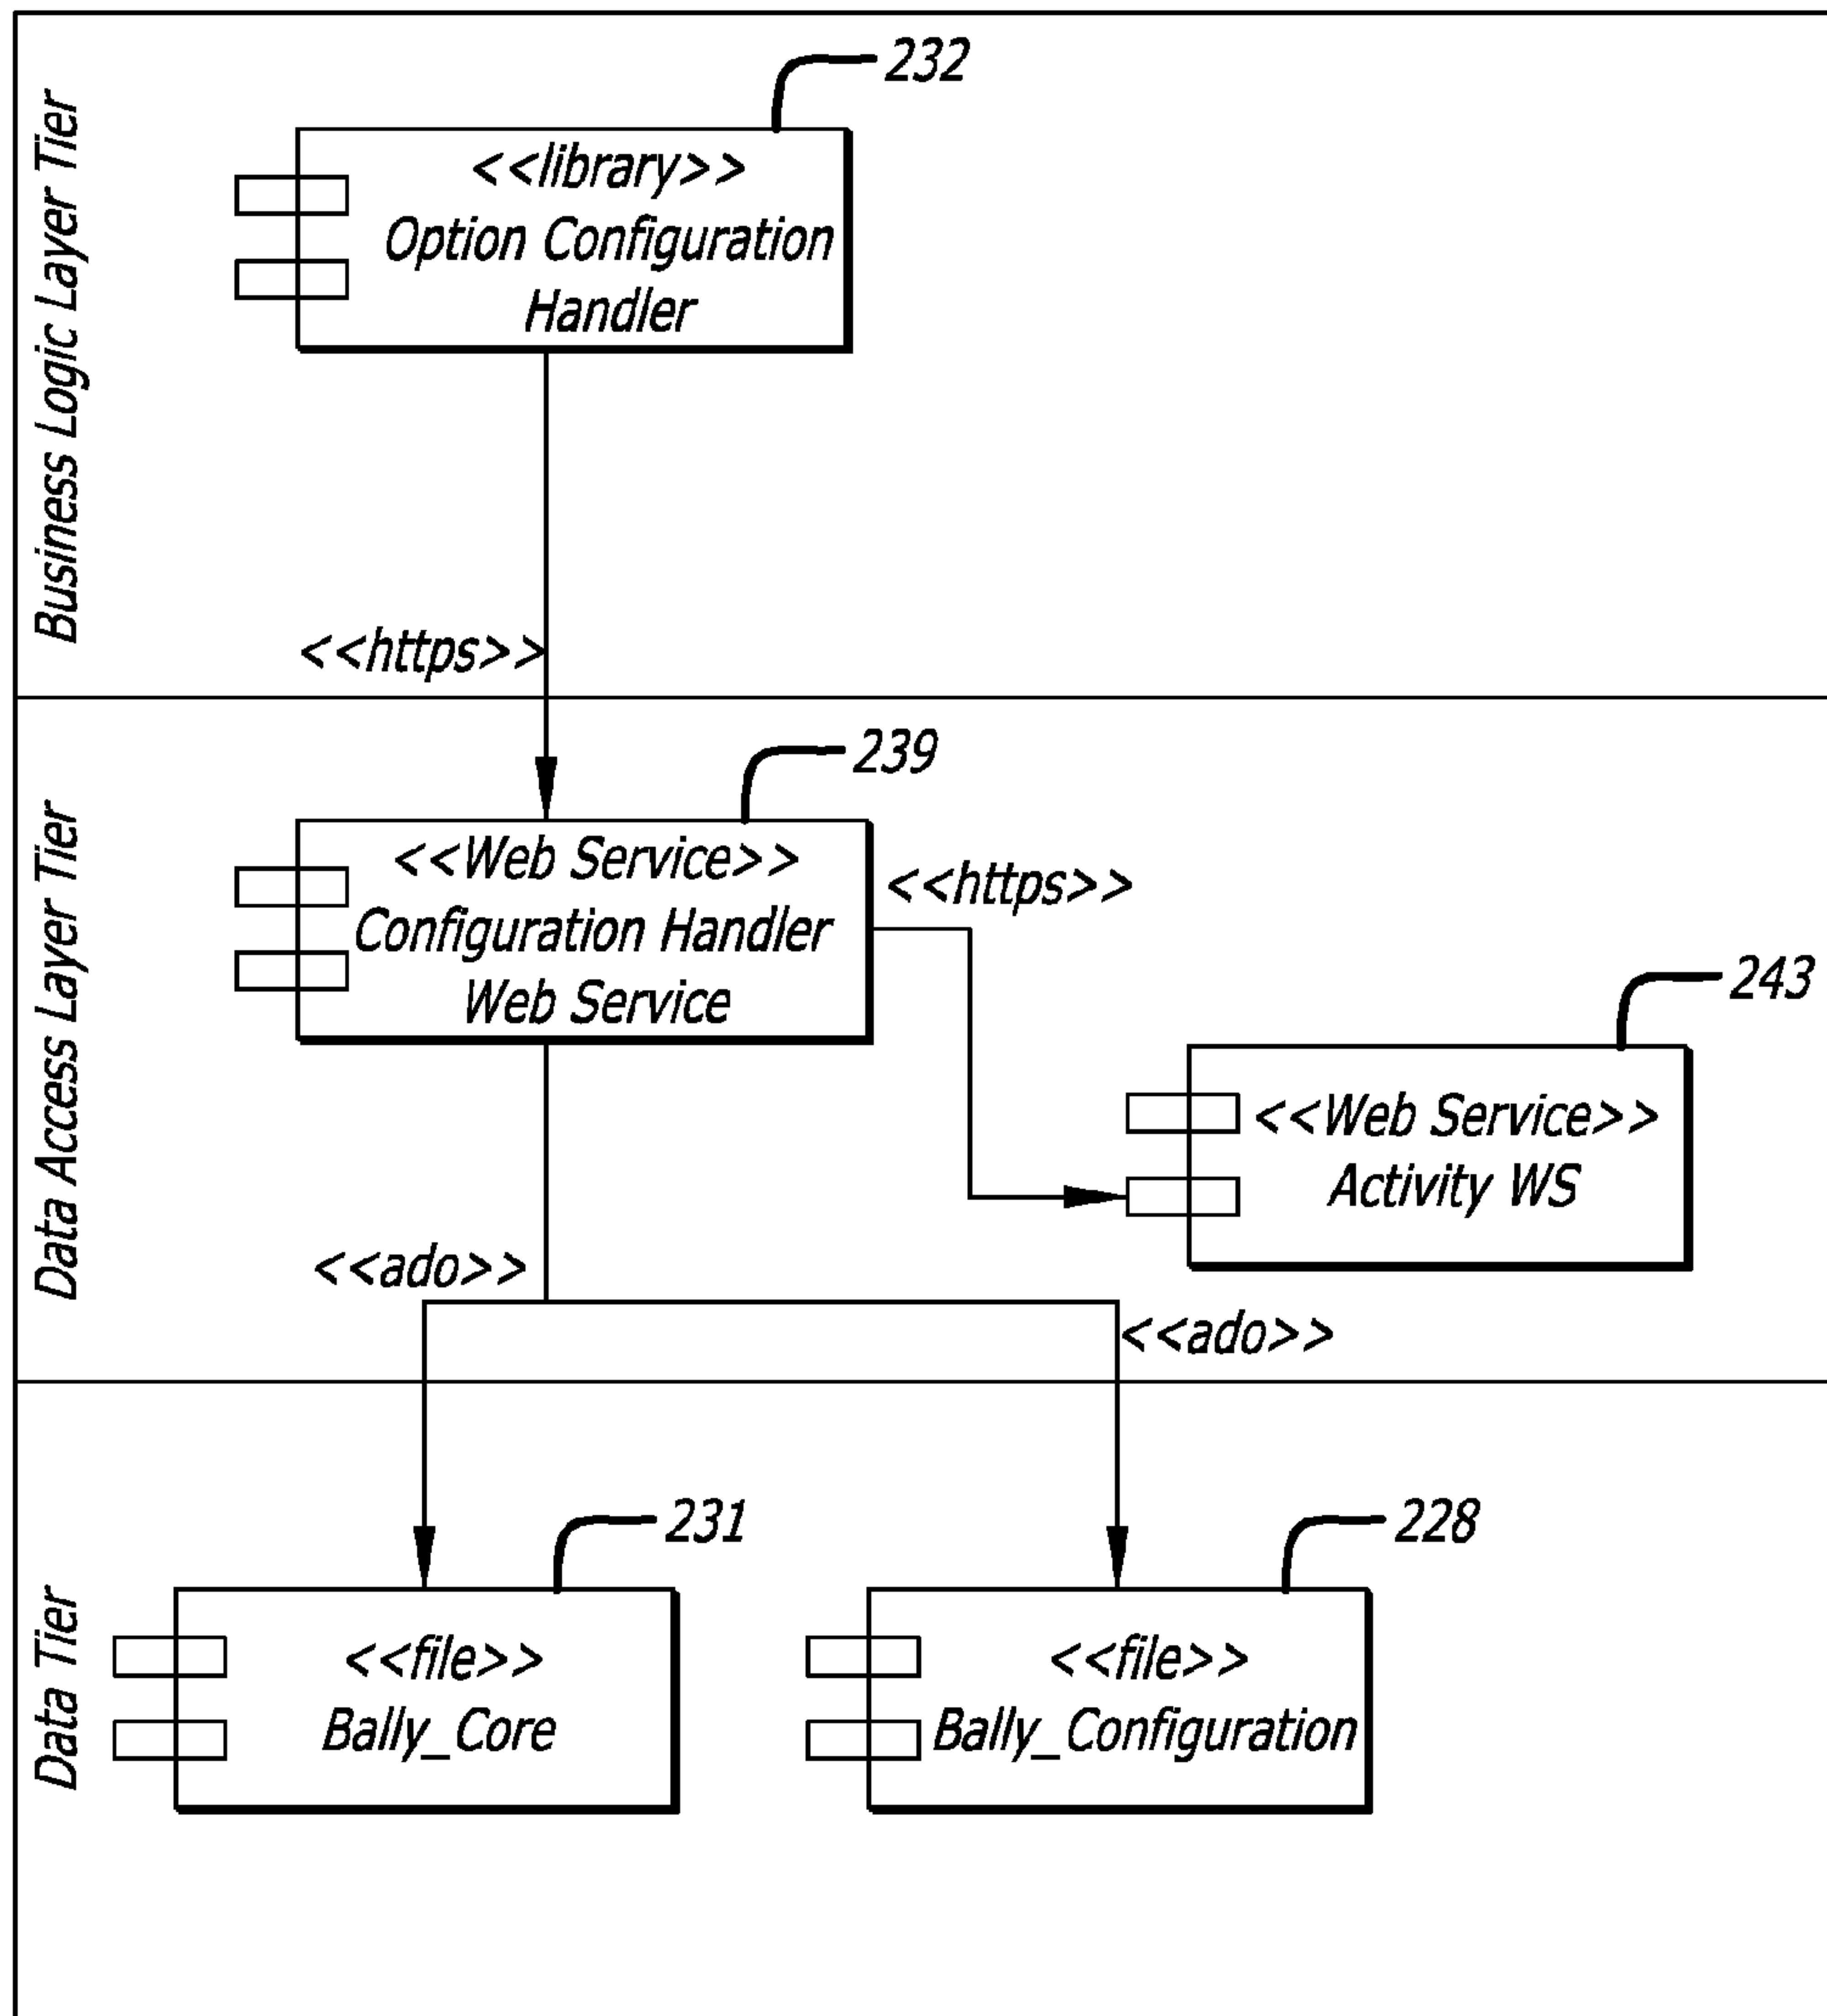 Business Logic Layer Tier
232
<<library>>
Option Configuration
Handler
<<https>>
Data Access Layer Tier
239
<<Web Service>>
Configuration Handler
Web Service
<<https>>
243
<<Web Service>>
Activity WS
<<ado>>
<<ado>>
Data Tier
231
<<file>>
Bally_Core
228
<<file>>
Bally_Configuration